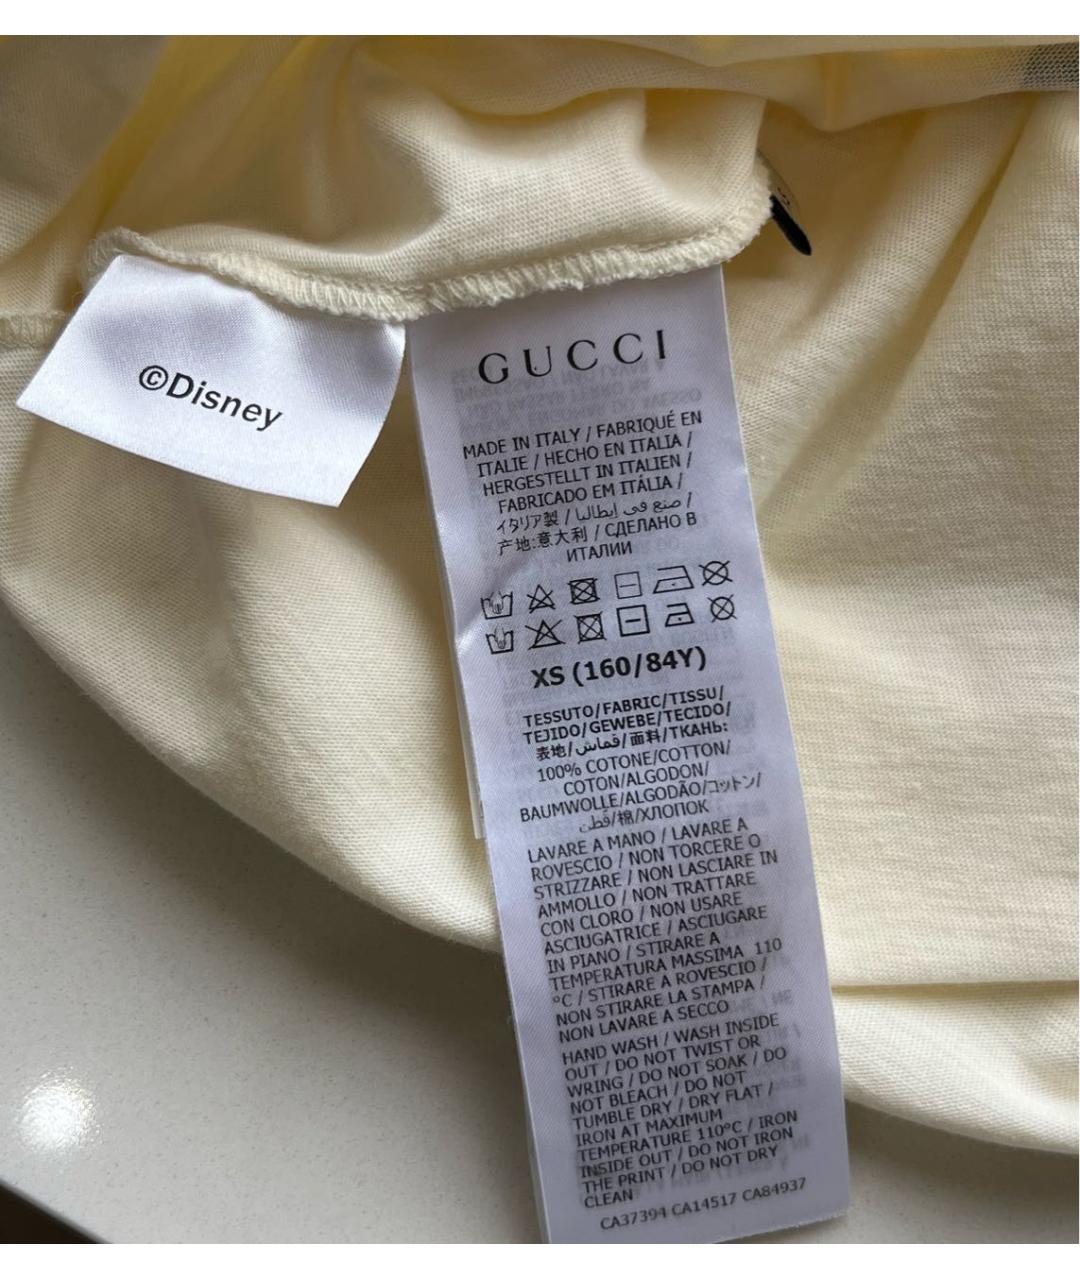 ©Disney
GUCCI
MADE IN ITALY / FABRIQUÉ EN
ITALIE / HECHO EN ITALIA /
HERGESTELLT IN ITALIEN /
FABRICADO EM ITÁLIA /
イタリア製 / صنع في إيطاليا /
产地:意大利 / СДЕЛАНО В
ИТАЛИИ
XS (160/84Y)
TESSUTO/FABRIC/TISSU/
TEJIDO/GEWEBE/TECIDO/
表地/قماش/面料/ТКАНЬ:
100% COTONE/COTTON/
COTON/ALGODON/
BAUMWOLLE/ALGODÃO/コットン/
قطن/棉/ХЛОПОК
LAVARE A MANO / LAVARE A
ROVESCIO / NON TORCERE O
STRIZZARE / NON LASCIARE IN
AMMOLLO / NON TRATTARE
CON CLORO / NON USARE
ASCIUGATRICE / ASCIUGARE
IN PIANO / STIRARE A
TEMPERATURA MASSIMA 110
°C / STIRARE A ROVESCIO /
NON STIRARE LA STAMPA /
NON LAVARE A SECCO
HAND WASH / WASH INSIDE
OUT / DO NOT TWIST OR
WRING / DO NOT SOAK / DO
NOT BLEACH / DO NOT
TUMBLE DRY / DRY FLAT /
IRON AT MAXIMUM
TEMPERATURE 110°C / IRON
INSIDE OUT / DO NOT IRON
THE PRINT / DO NOT DRY
CLEAN
CA37394 CA14517 CA84937